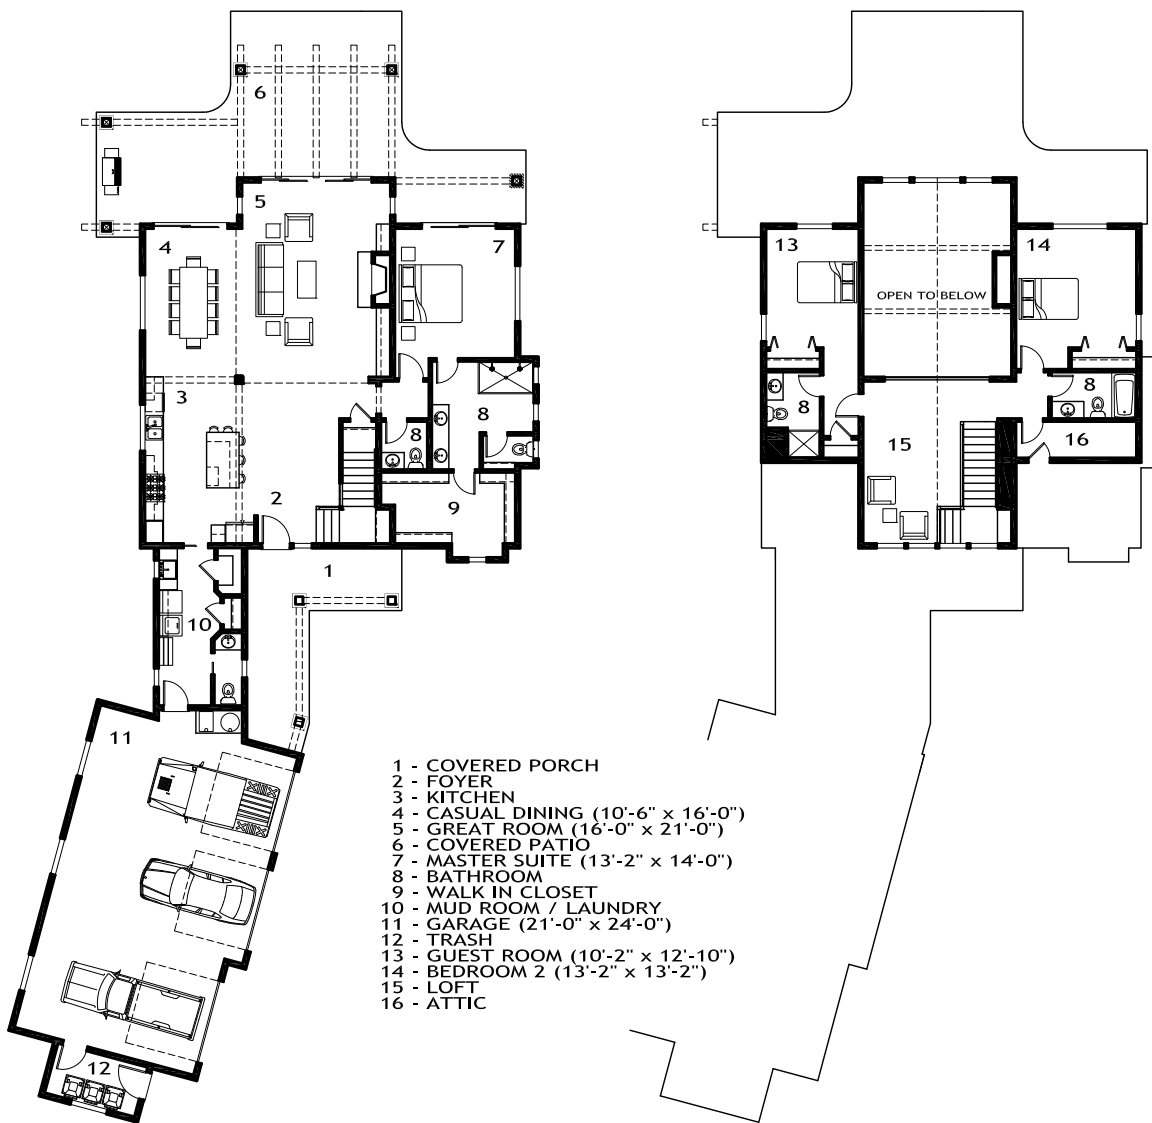 6
5
4
7
13
14
OPEN TO BELOW
3
8
8
8
8
16
15
2
9
1
10
11
12
1 - COVERED PORCH
2 - FOYER
3 - KITCHEN
4 - CASUAL DINING (10'-6" x 16'-0")
5 - GREAT ROOM (16'-0" x 21'-0")
6 - COVERED PATIO
7 - MASTER SUITE (13'-2" x 14'-0")
8 - BATHROOM
9 - WALK IN CLOSET
10 - MUD ROOM / LAUNDRY
11 - GARAGE (21'-0" x 24'-0")
12 - TRASH
13 - GUEST ROOM (10'-2" x 12'-10")
14 - BEDROOM 2 (13'-2" x 13'-2")
15 - LOFT
16 - ATTIC